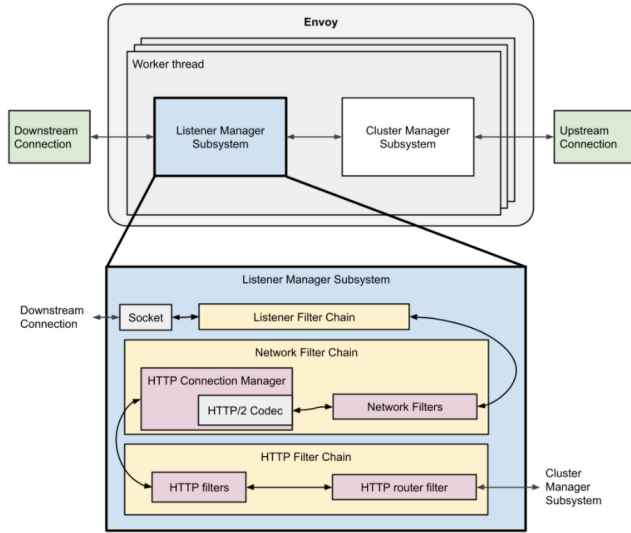 Envoy
Worker thread
Downstream
Connection
Listener Manager
Subsystem
Cluster Manager
Subsystem
Upstream
Connection
Listener Manager Subsystem
Downstream
Connection
Socket
Listener Filter Chain
Network Filter Chain
HTTP Connection Manager
HTTP/2 Codec
Network Filters
HTTP Filter Chain
HTTP filters
HTTP router filter
Cluster
Manager
Subsystem